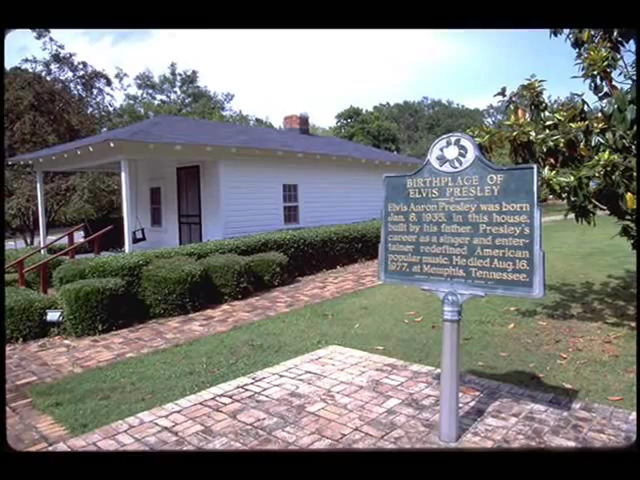 BIRTHPLACE OF
ELVIS PRESLEY
Elvis Aaron Presley was born
Jan. 8, 1935, in this house,
built by his father. Presley's
career as a singer and enter-
tainer redefined American
popular music. He died Aug. 16,
1977, at Memphis, Tennessee.